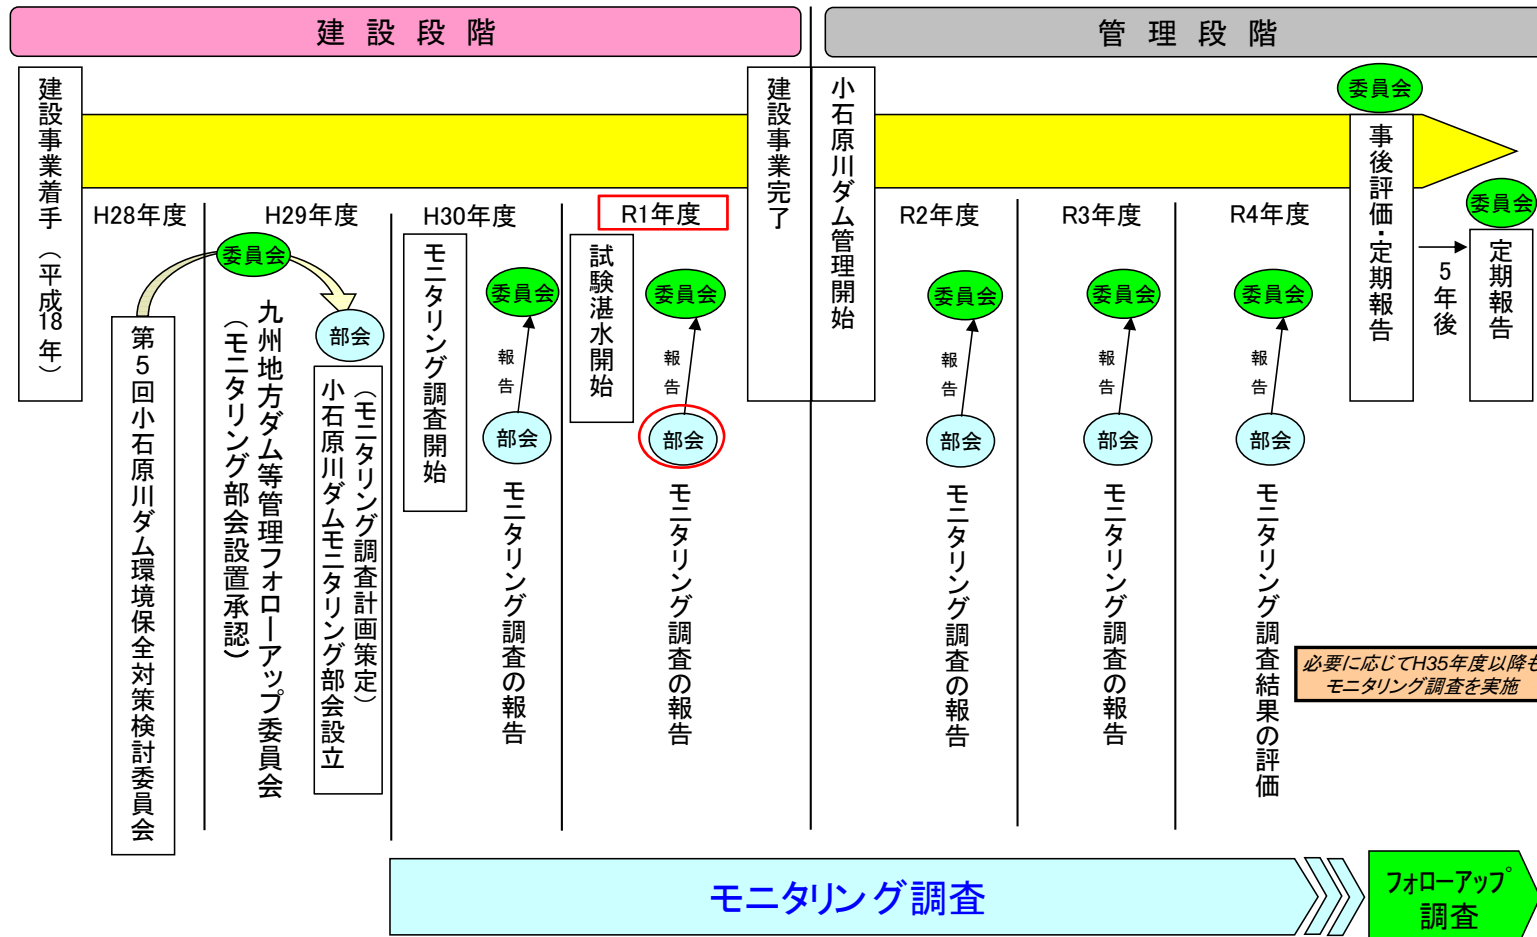 建設段階
管理段階
建設事業着手（平成18年）
建設事業完了
小石原川ダム管理開始
委員会
事後評価・定期報告
5年後
委員会
定期報告
H28年度
H29年度
H30年度
R1年度
R2年度
R3年度
R4年度
第5回小石原川ダム環境保全対策検討委員会
委員会
九州地方ダム等管理フォローアップ委員会
（モニタリング部会設置承認）
部会
（モニタリング調査計画策定）
小石原川ダムモニタリング部会設立
モニタリング調査開始
委員会
報告
部会
モニタリング調査の報告
試験湛水開始
委員会
報告
部会
モニタリング調査の報告
委員会
報告
部会
モニタリング調査の報告
委員会
報告
部会
モニタリング調査の報告
委員会
報告
部会
モニタリング調査結果の評価
必要に応じてH35年度以降も
モニタリング調査を実施
モニタリング調査
フォローアップ
調査